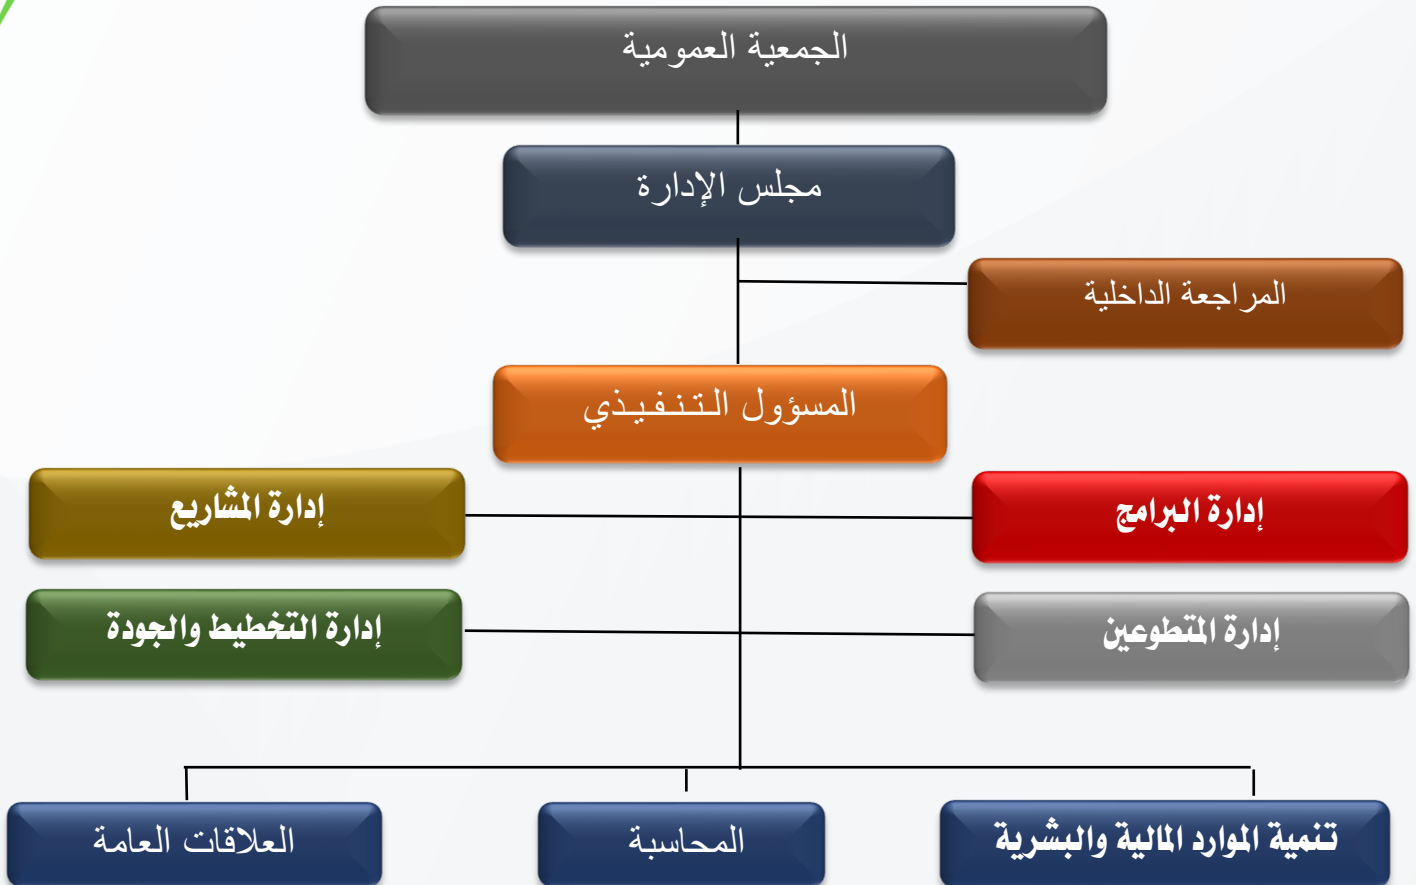 الجمعية العمومية
مجلس الإدارة
المراجعة الداخلية
المسؤول الـتـنـفـيـذي
إدارة البرامج
إدارة المشاريع
إدارة المتطوعين
إدارة التخطيط والجودة
تنمية الموارد المالية والبشرية
المحاسبة
العلاقات العامة